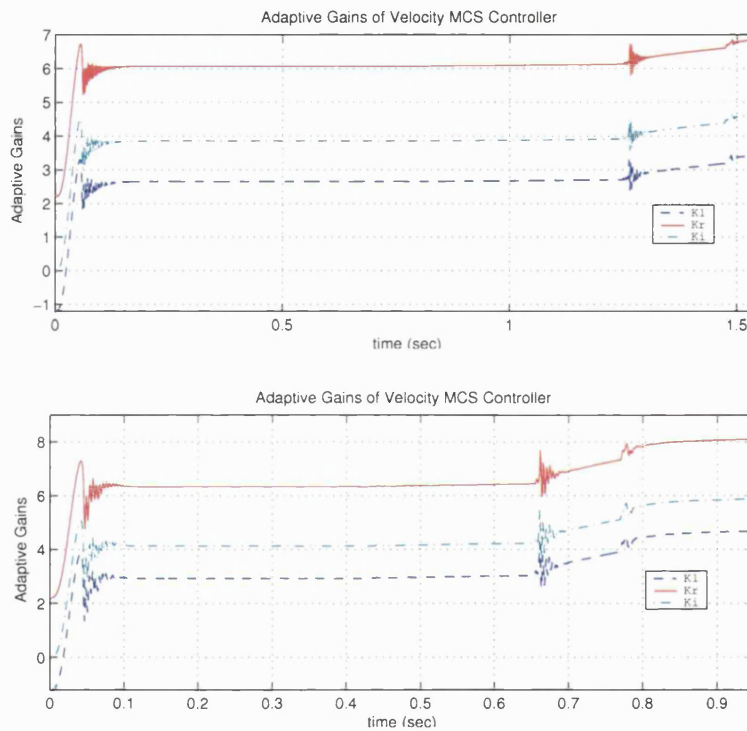 Adaptive Gains of Velocity MCS Controller
7
6
5
4
3
2
1
0
−1
Adaptive Gains
K1
Kr
Ki
0
0.5
1
1.5
time (sec)
Adaptive Gains of Velocity MCS Controller
8
6
4
2
0
Adaptive Gains
K1
Kr
Ki
0
0.1
0.2
0.3
0.4
0.5
0.6
0.7
0.8
0.9
time (sec)